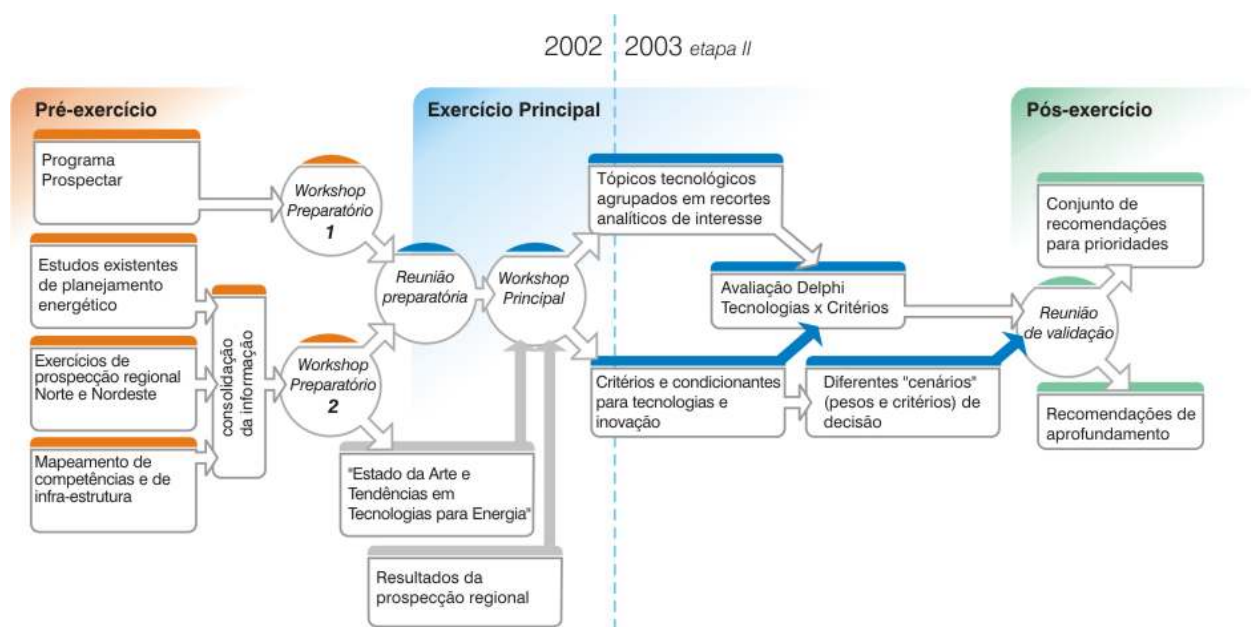 2002 2003 etapa II
Pré-exercício
Exercício Principal
Pós-exercício
Programa
Prospectar
Workshop
Preparatório
1
Estudos existentes
de planejamento
energético
Exercícios de
prospecção regional
Norte e Nordeste
Mapeamento de
competências e de
infra-estrutura
consolidação
da informação
Workshop
Preparatório
2
Reunião
preparatória
Workshop
Principal
"Estado da Arte e
Tendências em
Tecnologias para Energia"
Resultados da
prospecção regional
Tópicos tecnológicos
agrupados em recortes
analíticos de interesse
Avaliação Delphi
Tecnologias x Critérios
Critérios e condicionantes
para tecnologias e
inovação
Diferentes "cenários"
(pesos e critérios) de
decisão
Reunião
de validação
Conjunto de
recomendações
para prioridades
Recomendações de
aprofundamento